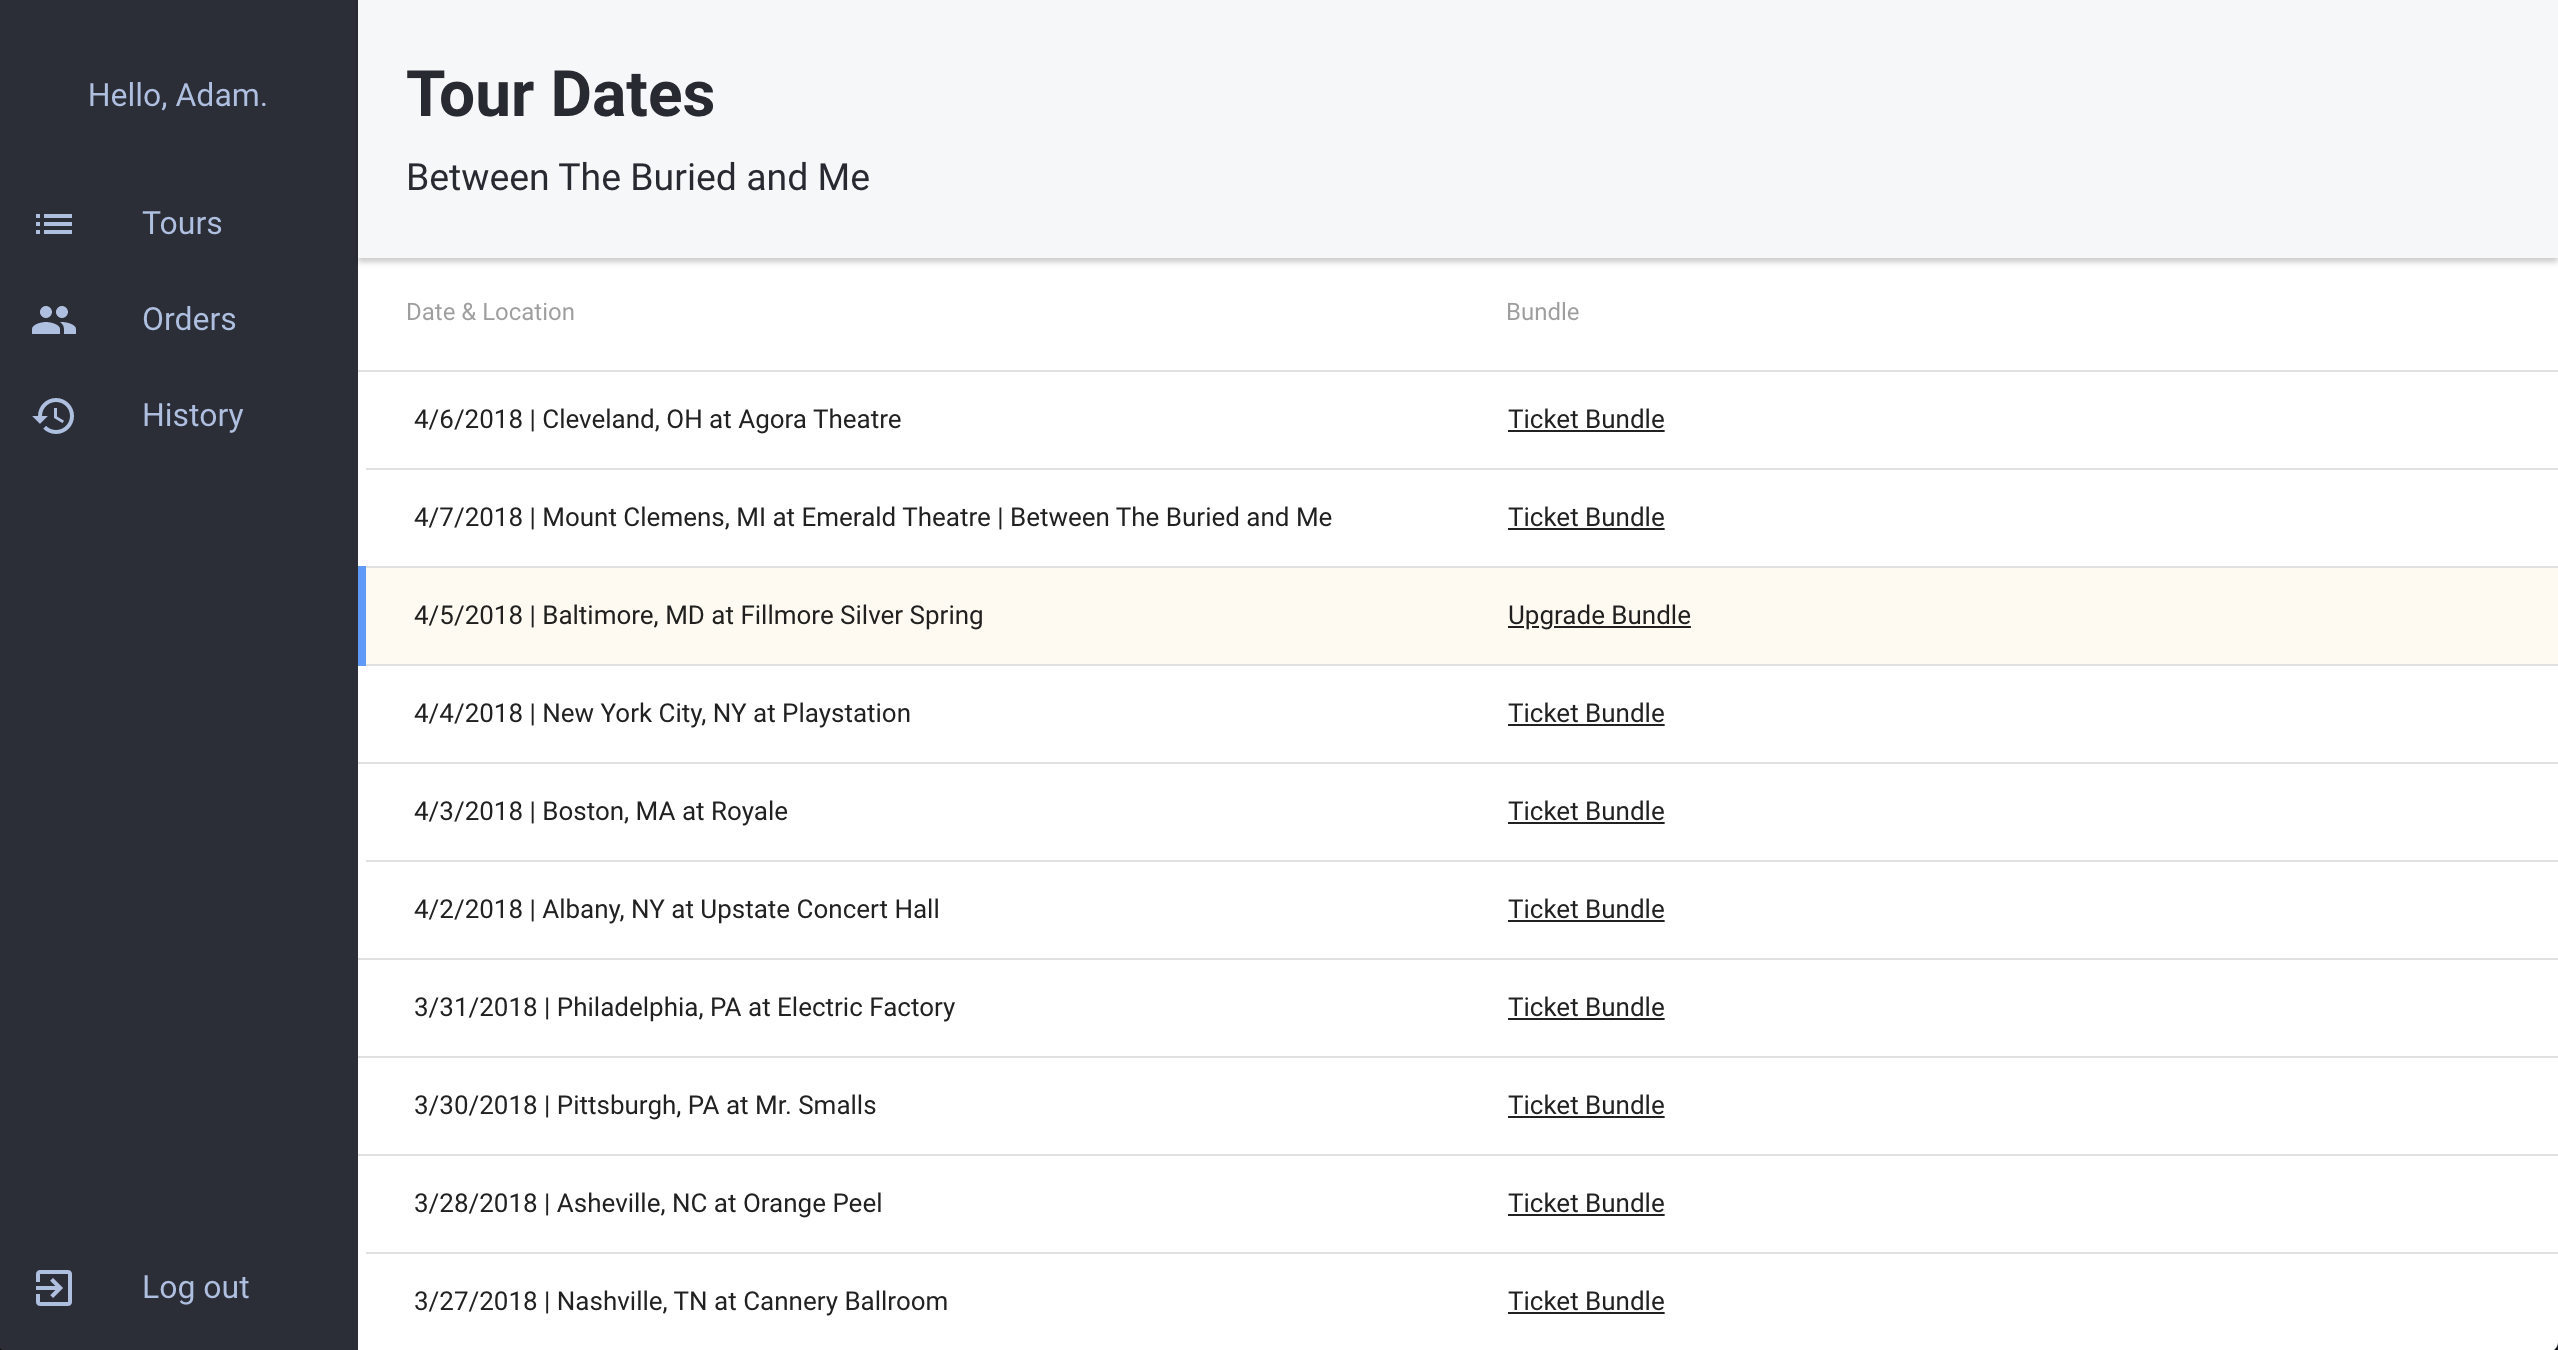 Hello, Adam.
Tours
Orders
History
Log out
Tour Dates
Between The Buried and Me
Date & Location Bundle
4/6/2018 | Cleveland, OH at Agora Theatre Ticket Bundle
4/7/2018 | Mount Clemens, MI at Emerald Theatre | Between The Buried and Me Ticket Bundle
4/5/2018 | Baltimore, MD at Fillmore Silver Spring Upgrade Bundle
4/4/2018 | New York City, NY at Playstation Ticket Bundle
4/3/2018 | Boston, MA at Royale Ticket Bundle
4/2/2018 | Albany, NY at Upstate Concert Hall Ticket Bundle
3/31/2018 | Philadelphia, PA at Electric Factory Ticket Bundle
3/30/2018 | Pittsburgh, PA at Mr. Smalls Ticket Bundle
3/28/2018 | Asheville, NC at Orange Peel Ticket Bundle
3/27/2018 | Nashville, TN at Cannery Ballroom Ticket Bundle